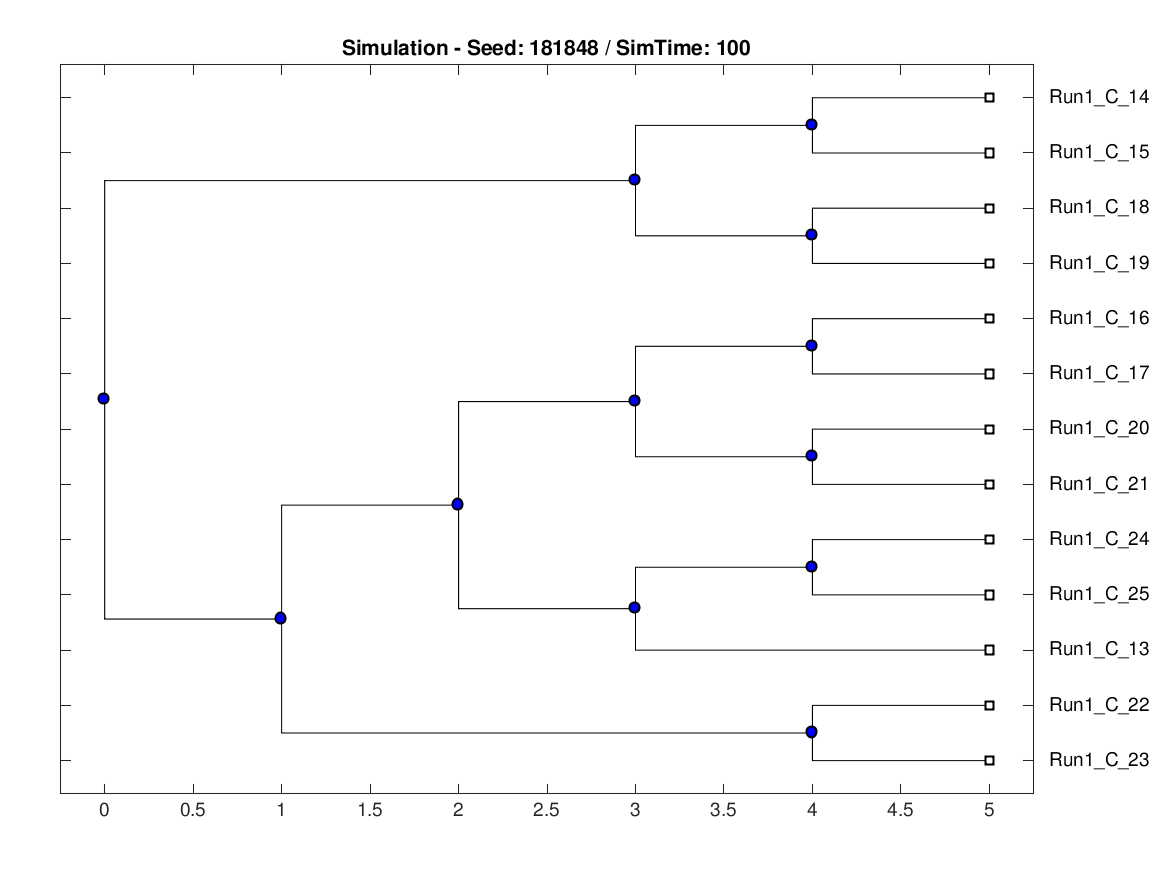 Simulation - Seed: 181848 / SimTime: 100
Run1_C_14
Run1_C_15
Run1_C_18
Run1_C_19
Run1_C_16
Run1_C_17
Run1_C_20
Run1_C_21
Run1_C_24
Run1_C_25
Run1_C_13
Run1_C_22
Run1_C_23
0 0.5 1 1.5 2 2.5 3 3.5 4 4.5 5